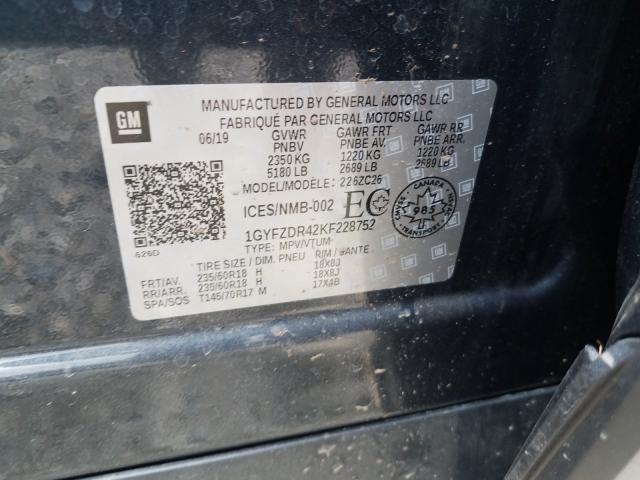 GM
MANUFACTURED BY GENERAL MOTORS LLC
FABRIQUÉ PAR GENERAL MOTORS LLC
06/19 GVWR GAWR FRT GAWR RR
PNBV PNBE AV. PNBE ARR.
2350 KG 1220 KG 1220 KG
5180 LB 2689 LB 2689 LB
MODEL/MODÈLE: 226ZC26
ICES/NMB-002 EC
CANADA
985
1GYFZDR42KF228752
TYPE: MPV/VTUM
626D
TIRE SIZE / DIM. PNEU RIM / JANTE
FRT/AV. 235/60R18 H 18X8J
RR/ARR. 235/60R18 H 18X8J
SPA/SOS T145/70R17 M 17X4B